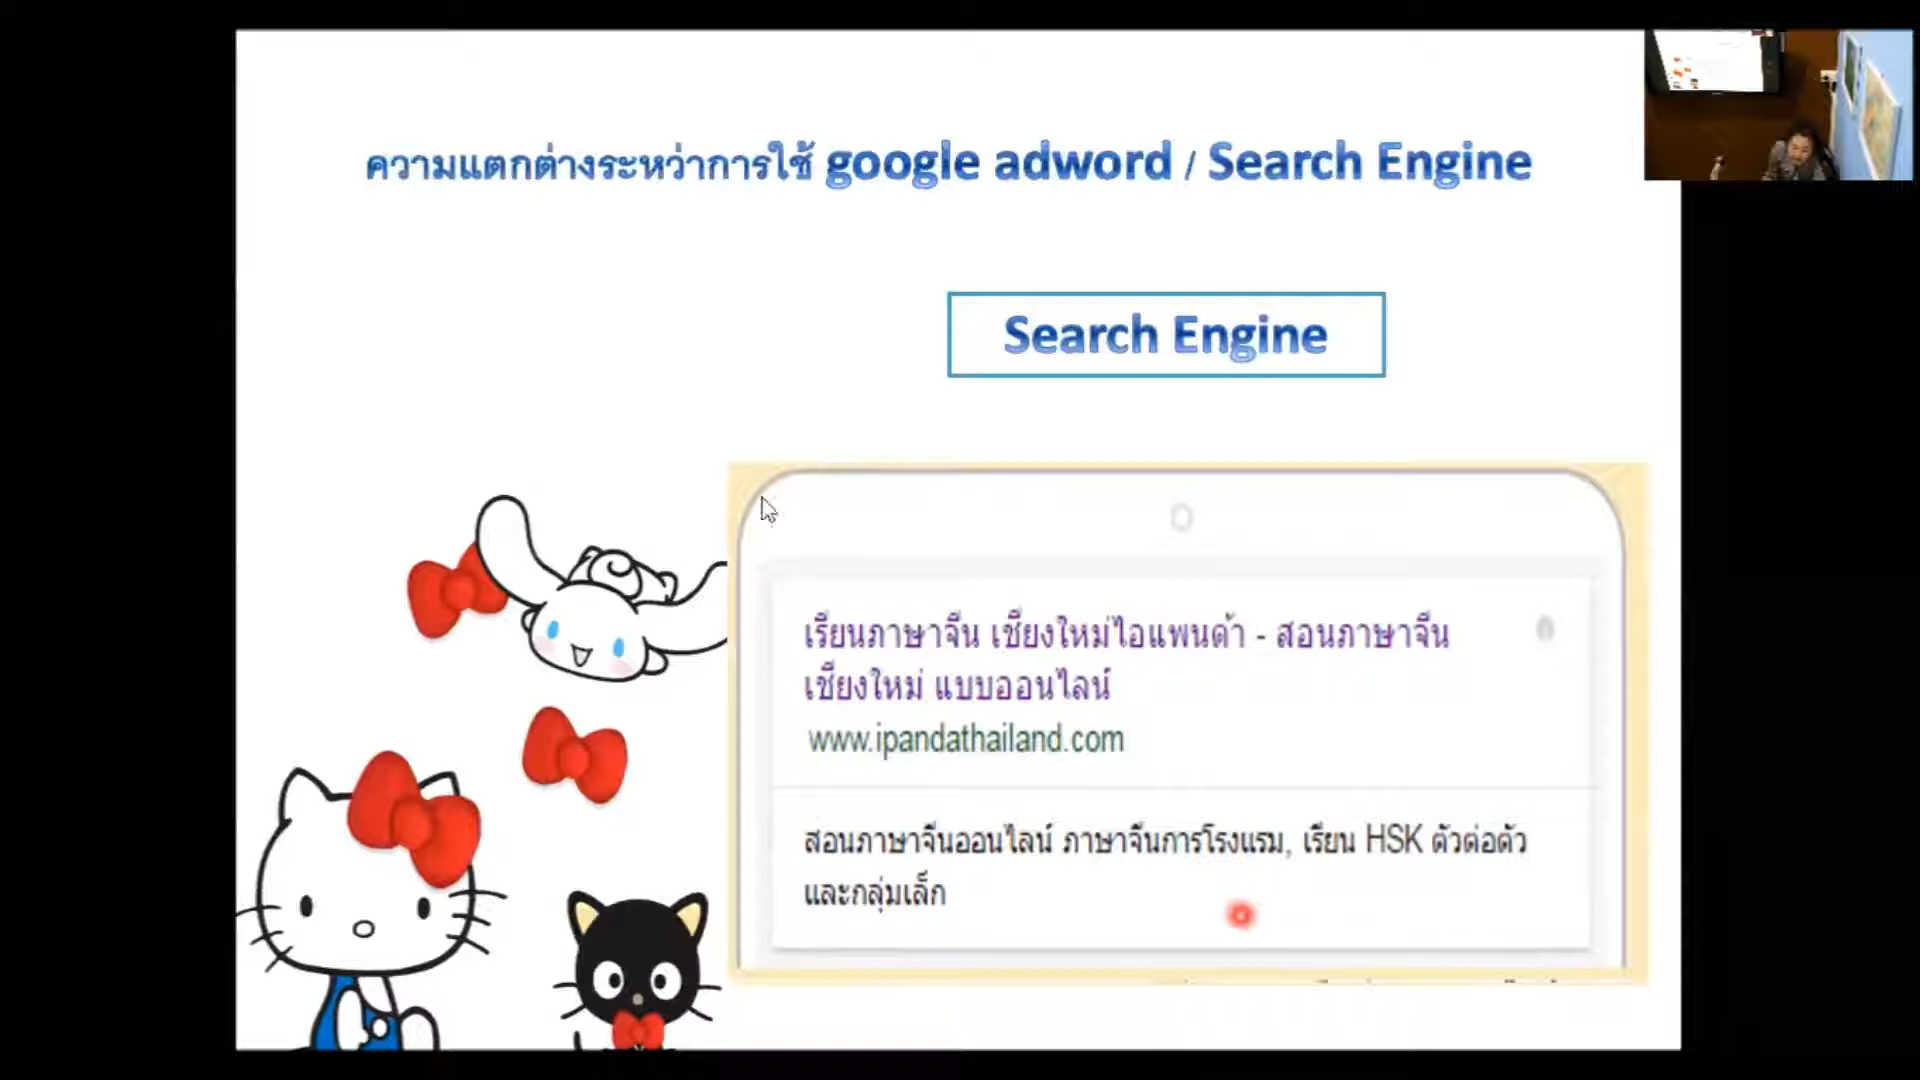 ความแตกต่างระหว่าการใช้ google adword / Search Engine
Search Engine
เรียนภาษาจีน เชียงใหม่ไอแพนด้า - สอนภาษาจีน
เชียงใหม่ แบบออนไลน์
www.ipandathailand.com
สอนภาษาจีนออนไลน์ ภาษาจีนการโรงแรม, เรียน HSK ตัวต่อตัว
และกลุ่มเล็ก